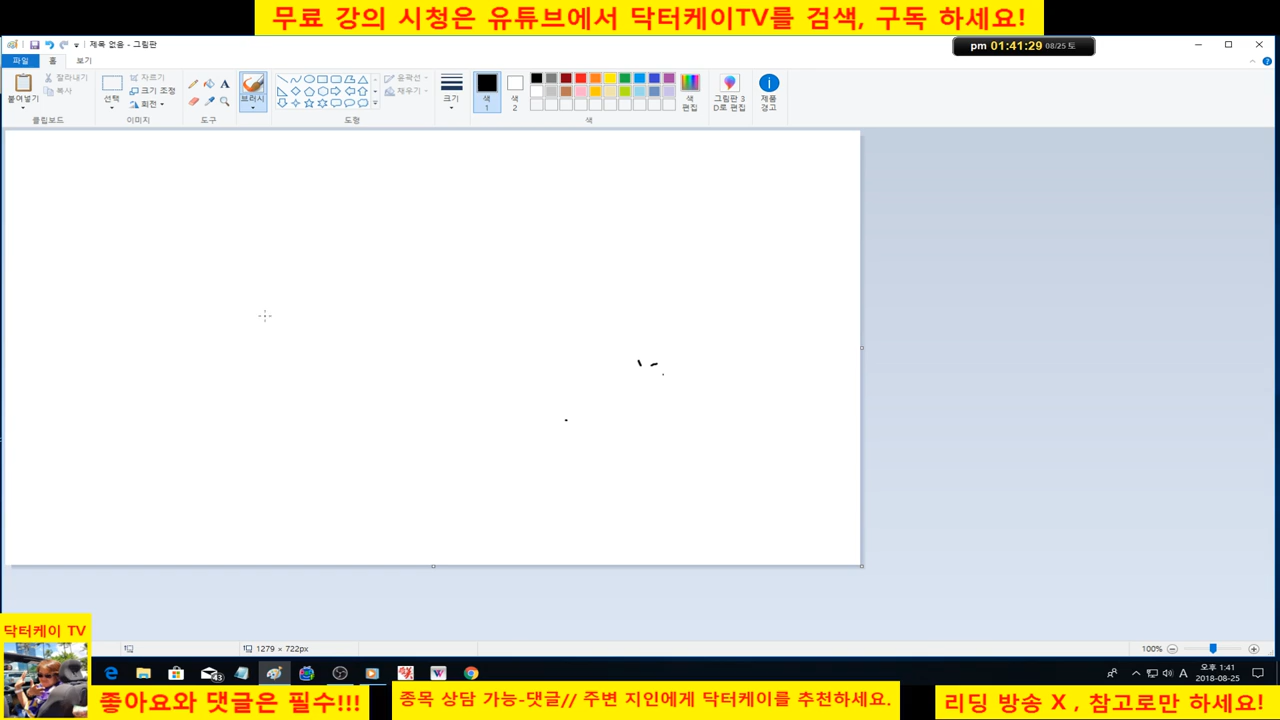 무료 강의 시청은 유튜브에서 닥터케이TV를 검색, 구독 하세요!
제목 없음 - 그림판
pm 01:41:29 08/25 토
파일 홈 보기
붙여넣기
잘라내기
복사
클립보드
선택
자르기
크기 조정
회전
이미지
도구
브러시
윤곽선
채우기
도형
크기
색 1
색 2
색 편집
색
그림판 3D로 편집
제품 경고
1279 × 722px
100%
닥터케이 TV
43
A
오후 1:41
2018-08-25
좋아요와 댓글은 필수!!!
종목 상담 가능-댓글// 주변 지인에게 닥터케이를 추천하세요.
리딩 방송 X , 참고로만 하세요!